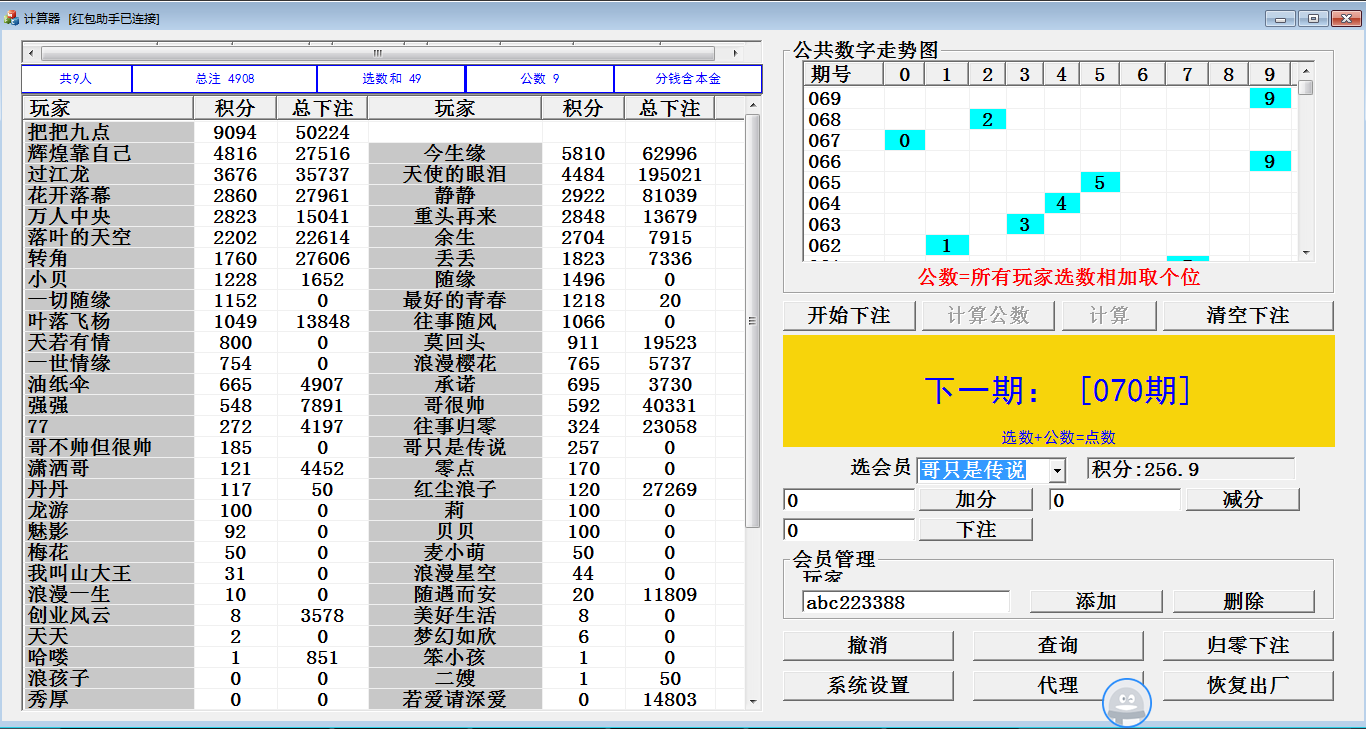 计算器 [红包助手已连接]
共9人 总注 4908 选数和 49 公数 9 分钱含本金
玩家 积分 总下注 玩家 积分 总下注
把把九点 9094 50224
辉煌靠自己 4816 27516 今生缘 5810 62996
过江龙 3676 35737 天使的眼泪 4484 195021
花开落幕 2860 27961 静静 2922 81039
万人中央 2823 15041 重头再来 2848 13679
落叶的天空 2202 22614 余生 2704 7915
转角 1760 27606 丢丢 1823 7336
小贝 1228 1652 随缘 1496 0
一切随缘 1152 0 最好的青春 1218 20
叶落飞杨 1049 13848 往事随风 1066 0
天若有情 800 0 莫回头 911 19523
一世情缘 754 0 浪漫樱花 765 5737
油纸伞 665 4907 承诺 695 3730
强强 548 7891 哥很帅 592 40331
77 272 4197 往事归零 324 23058
哥不帅但很帅 185 0 哥只是传说 257 0
潇洒哥 121 4452 零点 170 0
丹丹 117 50 红尘浪子 120 27269
龙游 100 0 莉 100 0
魅影 92 0 贝贝 100 0
梅花 50 0 麦小萌 50 0
我叫山大王 31 0 浪漫星空 44 0
浪漫一生 10 0 随遇而安 20 11809
创业风云 8 3578 美好生活 8 0
天天 2 0 梦幻如欣 6 0
哈喽 1 851 笨小孩 1 0
浪孩子 0 0 二嫂 1 50
秀厚 0 0 若爱请深爱 0 14803
公共数字走势图
期号 0 1 2 3 4 5 6 7 8 9
069 9
068 2
067 0
066 9
065 5
064 4
063 3
062 1
公数=所有玩家选数相加取个位
开始下注 计算公数 计算 清空下注
下一期： [070期]
选数+公数=点数
选会员 哥只是传说 积分:256.9
0 加分 0 减分
0 下注
会员管理
玩家
abc223388 添加 删除
撤消 查询 归零下注
系统设置 代理 恢复出厂